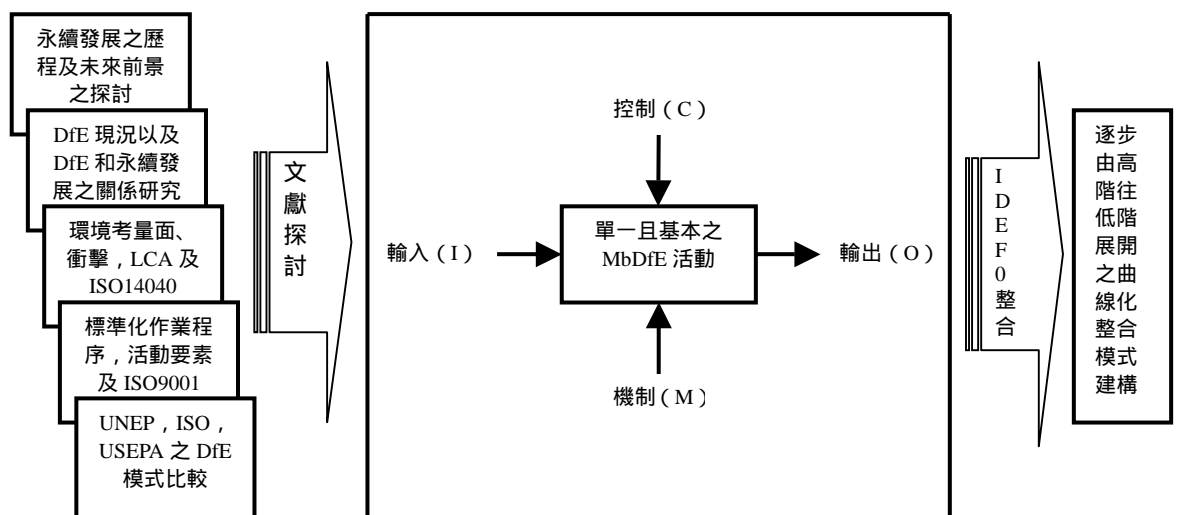 永續發展之歷
程及未來前景
之探討
DfE 現況以及
DfE 和永續發
展之關係研究
環境考量面、
衝擊，LCA 及
ISO14040
標準化作業程
序，活動要素
及 ISO9001
UNEP，ISO，
USEPA 之 DfE
模式比較
文
獻
探
討
控制（C）
輸入（I）
單一且基本之
MbDfE 活動
輸出（O）
機制（M）
I
D
E
F
0
整
合
逐步
由高
階往
低階
展開
之曲
線化
整合
模式
建構